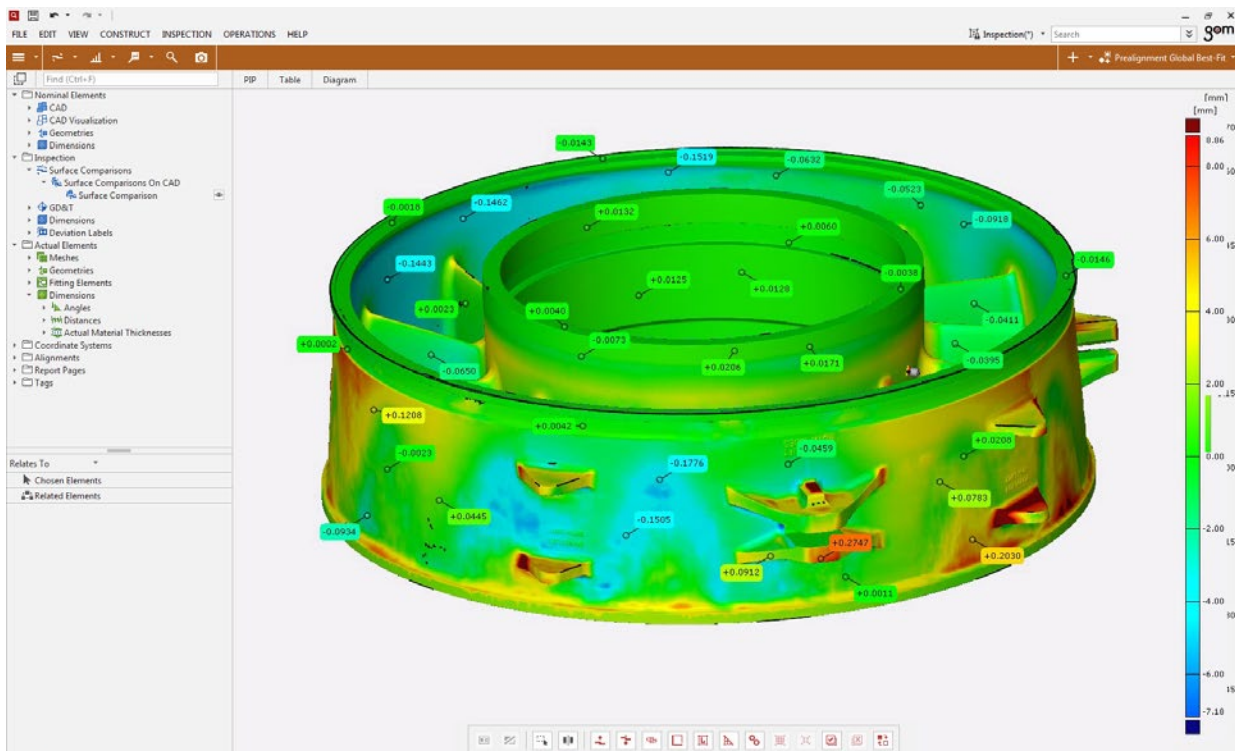 FILE EDIT VIEW CONSTRUCT INSPECTION OPERATIONS HELP
Inspection(*)
Search
gom
Prealignment Global Best-Fit
Find (Ctrl+F)
PIP Table Diagram
Nominal Elements
CAD
CAD Visualization
Geometries
Dimensions
Inspection
Surface Comparisons
Surface Comparisons On CAD
Surface Comparison
GD&T
Dimensions
Deviation Labels
Actual Elements
Meshes
Geometries
Fitting Elements
Dimensions
Angles
Distances
Actual Material Thicknesses
Coordinate Systems
Alignments
Report Pages
Tags
Relates To
Chosen Elements
Related Elements
-0.0143
-0.1519
-0.0632
-0.0523
-0.0018
-0.1462
+0.0132
-0.0918
+0.0060
-0.1443
-0.0146
+0.0125
+0.0128
-0.0038
+0.0023
+0.0040
-0.0411
+0.0002
-0.0073
+0.0206
+0.0171
-0.0395
-0.0650
+0.1208
+0.0042
-0.0459
+0.0208
-0.0023
-0.1776
+0.0783
+0.0445
-0.1505
-0.0934
+0.2747
+0.2030
+0.0912
+0.0011
[mm]
[mm]
8.86
8.00
6.00
4.00
2.00
0.00
-2.00
-4.00
-6.00
-7.10